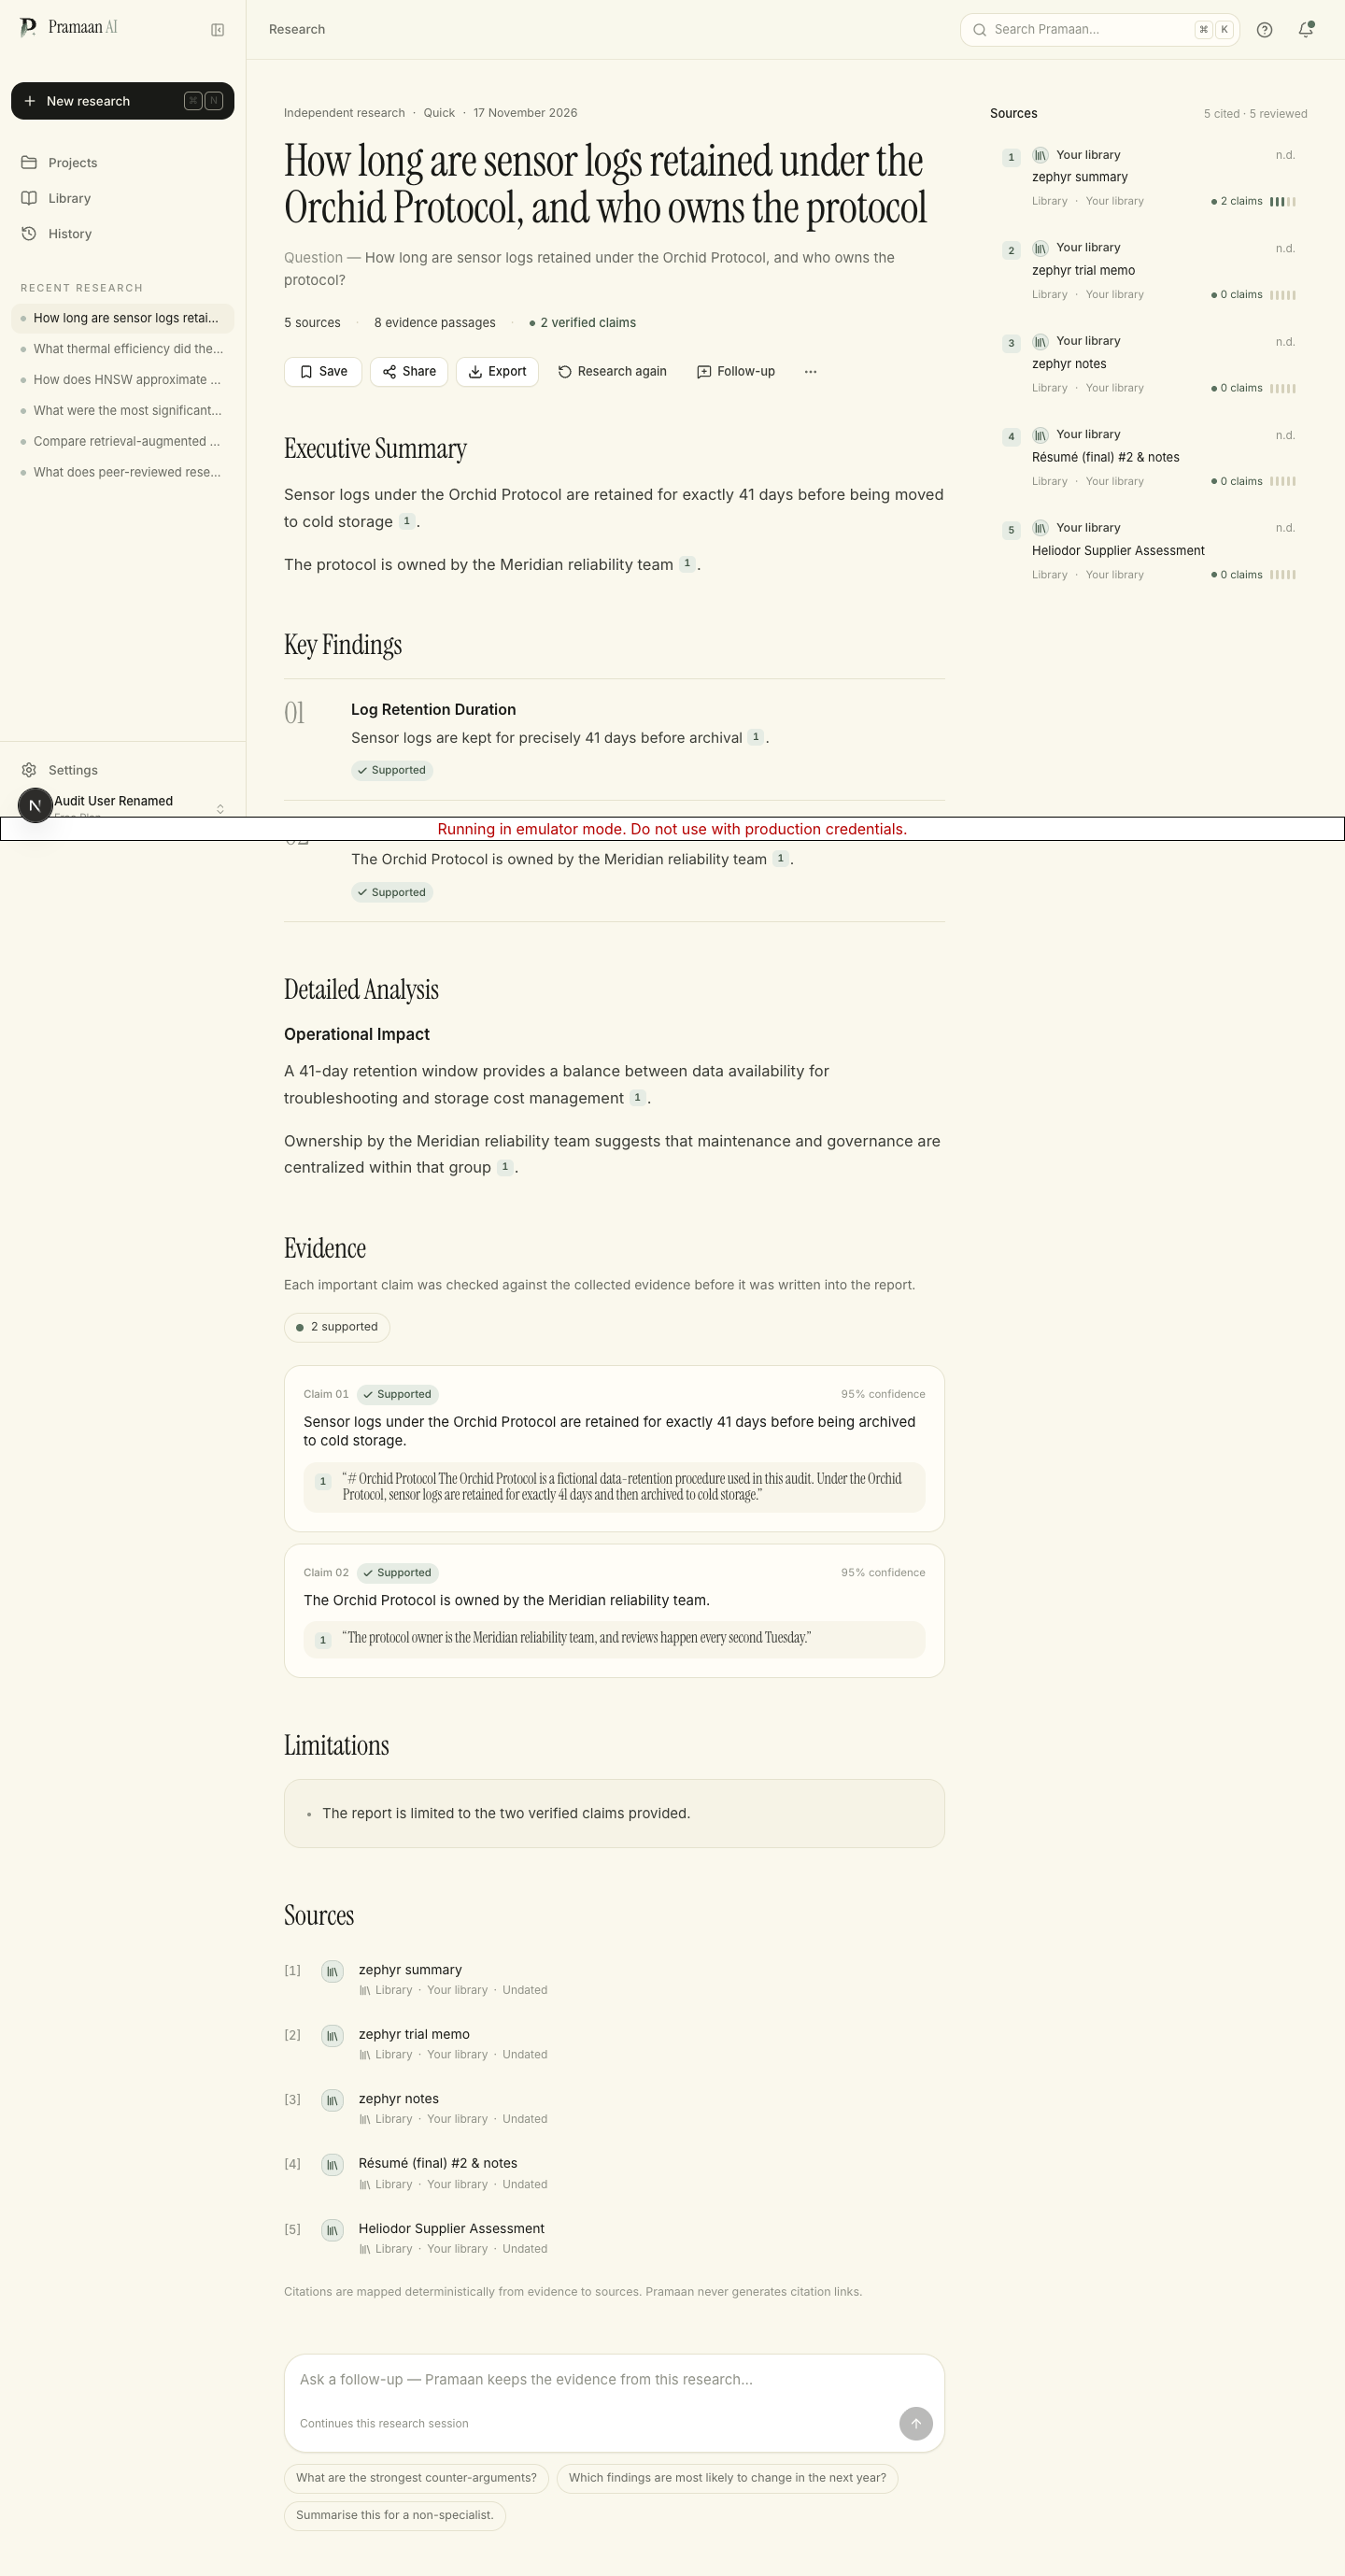 Pramaan AI
New research ⌘ N
Projects
Library
History
RECENT RESEARCH
How long are sensor logs retai...
What thermal efficiency did the...
How does HNSW approximate ...
What were the most significant...
Compare retrieval-augmented ...
What does peer-reviewed rese...
Settings
Audit User Renamed
Research
Search Pramaan... ⌘ K
Independent research · Quick · 17 November 2026
How long are sensor logs retained under the
Orchid Protocol, and who owns the protocol
Question — How long are sensor logs retained under the Orchid Protocol, and who owns the
protocol?
5 sources · 8 evidence passages · 2 verified claims
Save Share Export Research again Follow-up
Executive Summary
Sensor logs under the Orchid Protocol are retained for exactly 41 days before being moved
to cold storage 1.
The protocol is owned by the Meridian reliability team 1.
Key Findings
01 Log Retention Duration
Sensor logs are kept for precisely 41 days before archival 1.
Supported
Running in emulator mode. Do not use with production credentials.
The Orchid Protocol is owned by the Meridian reliability team 1.
Supported
Detailed Analysis
Operational Impact
A 41-day retention window provides a balance between data availability for
troubleshooting and storage cost management 1.
Ownership by the Meridian reliability team suggests that maintenance and governance are
centralized within that group 1.
Evidence
Each important claim was checked against the collected evidence before it was written into the report.
2 supported
Claim 01 Supported 95% confidence
Sensor logs under the Orchid Protocol are retained for exactly 41 days before being archived
to cold storage.
1 “# Orchid Protocol The Orchid Protocol is a fictional data-retention procedure used in this audit. Under the Orchid
Protocol, sensor logs are retained for exactly 41 days and then archived to cold storage.”
Claim 02 Supported 95% confidence
The Orchid Protocol is owned by the Meridian reliability team.
1 “The protocol owner is the Meridian reliability team, and reviews happen every second Tuesday.”
Limitations
• The report is limited to the two verified claims provided.
Sources
[1] zephyr summary
Library · Your library · Undated
[2] zephyr trial memo
Library · Your library · Undated
[3] zephyr notes
Library · Your library · Undated
[4] Résumé (final) #2 & notes
Library · Your library · Undated
[5] Heliodor Supplier Assessment
Library · Your library · Undated
Citations are mapped deterministically from evidence to sources. Pramaan never generates citation links.
Ask a follow-up — Pramaan keeps the evidence from this research...
Continues this research session
What are the strongest counter-arguments? Which findings are most likely to change in the next year?
Summarise this for a non-specialist.
Sources 5 cited · 5 reviewed
1 Your library n.d.
zephyr summary
Library · Your library 2 claims
2 Your library n.d.
zephyr trial memo
Library · Your library 0 claims
3 Your library n.d.
zephyr notes
Library · Your library 0 claims
4 Your library n.d.
Résumé (final) #2 & notes
Library · Your library 0 claims
5 Your library n.d.
Heliodor Supplier Assessment
Library · Your library 0 claims